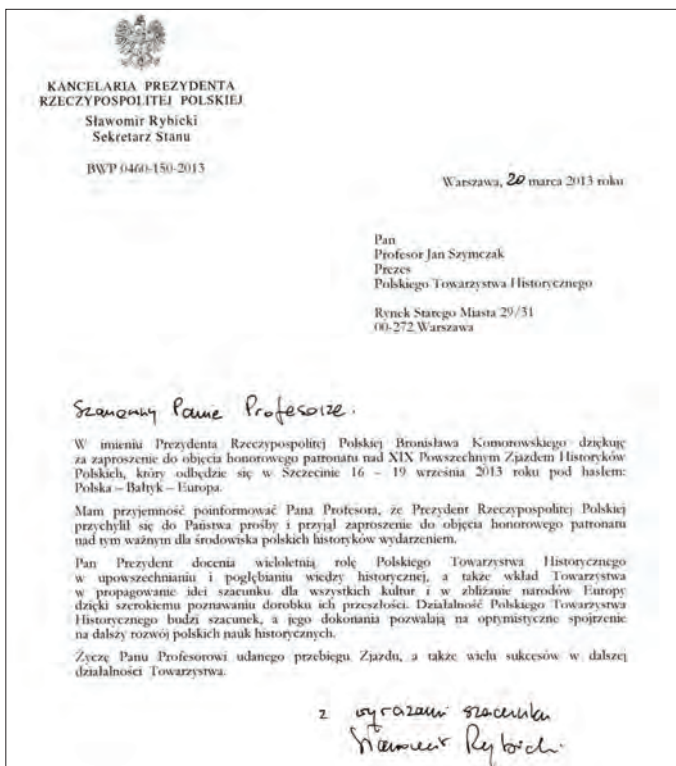 KANCELARIA PREZYDENTA
RZECZYPOSPOLITEJ POLSKIEJ
Sławomir Rybicki
Sekretarz Stanu
BWP 0460-150-2013
Warszawa, 20 marca 2013 roku
Pan
Profesor Jan Szymczak
Prezes
Polskiego Towarzystwa Historycznego
Rynek Starego Miasta 29/31
00-272 Warszawa
Szanowny Panie Profesorze.
W imieniu Prezydenta Rzeczypospolitej Polskiej Bronisława Komorowskiego dziękuję
za zaproszenie do objęcia honorowego patronatu nad XIX Powszechnym Zjazdem Historyków
Polskich, który odbędzie się w Szczecinie 16 – 19 września 2013 roku pod hasłem:
Polska – Bałtyk – Europa.
Mam przyjemność poinformować Pana Profesora, że Prezydent Rzeczypospolitej Polskiej
przychylił się do Państwa prośby i przyjął zaproszenie do objęcia honorowego patronatu
nad tym ważnym dla środowiska polskich historyków wydarzeniem.
Pan Prezydent docenia wieloletnią rolę Polskiego Towarzystwa Historycznego
w upowszechnianiu i pogłębianiu wiedzy historycznej, a także wkład Towarzystwa
w propagowanie idei szacunku dla wszystkich kultur i w zbliżanie narodów Europy
dzięki szerokiemu poznawaniu dorobku ich przeszłości. Działalność Polskiego Towarzystwa
Historycznego budzi szacunek, a jego dokonania pozwalają na optymistyczne spojrzenie
na dalszy rozwój polskich nauk historycznych.
Życzę Panu Profesorowi udanego przebiegu Zjazdu, a także wielu sukcesów w dalszej
działalności Towarzystwa.
z wyrazami szacunku
Sławomir Rybicki